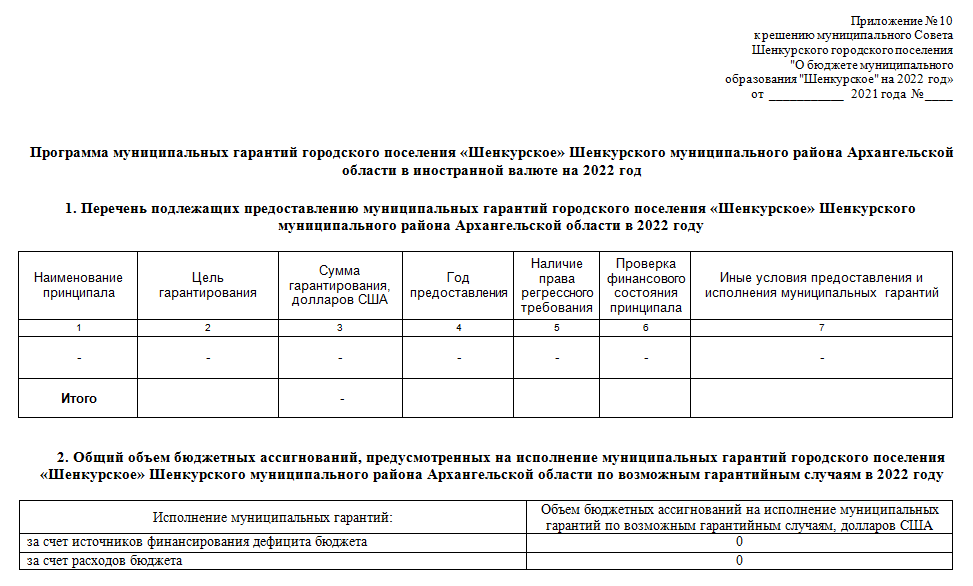 Приложение № 10
к решению муниципального Совета
Шенкурского городского поселения
"О бюджете муниципального
образования "Шенкурское" на 2022 год»
от ____________ 2021 года № ____
Программа муниципальных гарантий городского поселения «Шенкурское» Шенкурского муниципального района Архангельской
области в иностранной валюте на 2022 год
1. Перечень подлежащих предоставлению муниципальных гарантий городского поселения «Шенкурское» Шенкурского
муниципального района Архангельской области в 2022 году
Наименование
принципала
Цель
гарантирования
Сумма
гарантирования,
долларов США
Год
предоставления
Наличие
права
регрессного
требования
Проверка
финансового
состояния
принципала
Иные условия предоставления и
исполнения муниципальных гарантий
1 2 3 4 5 6 7
- - - - - - -
Итого -
2. Общий объем бюджетных ассигнований, предусмотренных на исполнение муниципальных гарантий городского поселения
«Шенкурское» Шенкурского муниципального района Архангельской области по возможным гарантийным случаям в 2022 году
Исполнение муниципальных гарантий:
Объем бюджетных ассигнований на исполнение муниципальных
гарантий по возможным гарантийным случаям, долларов США
за счет источников финансирования дефицита бюджета 0
за счет расходов бюджета 0